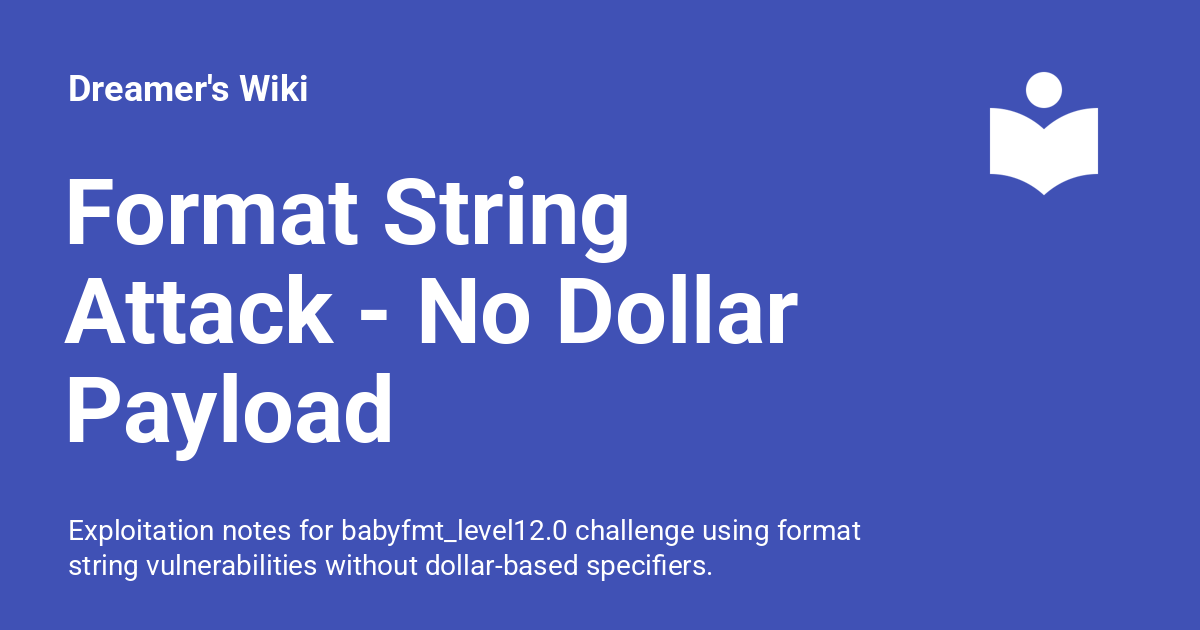 Dreamer's Wiki
Format String
Attack - No Dollar
Payload
Exploitation notes for babyfmt_level12.0 challenge using format
string vulnerabilities without dollar-based specifiers.